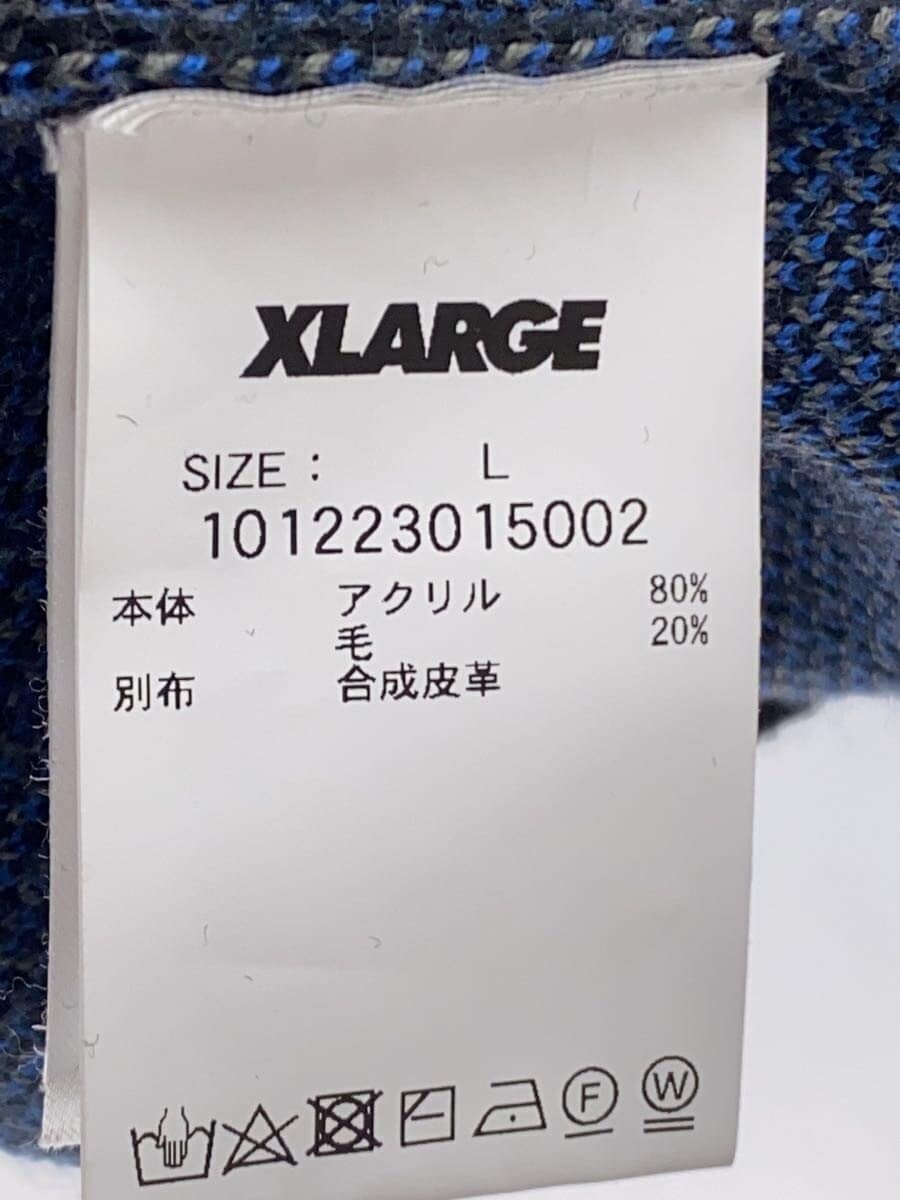 XLARGE
SIZE: L
101223015002
本体 アクリル 80%
毛 20%
別布 合成皮革
F W